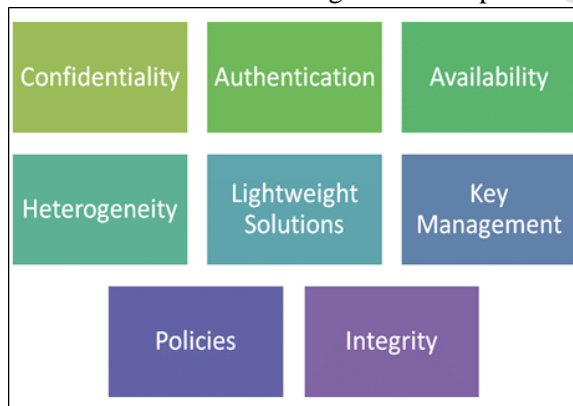 Confidentiality
Authentication
Availability
Heterogeneity
Lightweight
Solutions
Key
Management
Policies
Integrity